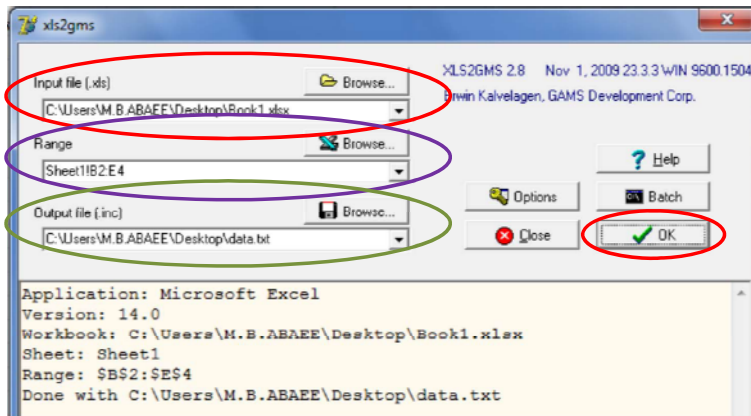 xls2gms
Input file (.xls)
Browse...
C:\Users\M.B.ABAEE\Desktop\Book1.xlsx
Range
Browse...
Sheet1!B2:E4
Output file (.inc)
Browse...
C:\Users\M.B.ABAEE\Desktop\data.txt
XLS2GMS 2.8 Nov 1, 2009 23.3.3 WIN 9600.1504
Erwin Kalvelagen, GAMS Development Corp.
Help
Options
Batch
Close
OK
Application: Microsoft Excel
Version: 14.0
Workbook: C:\Users\M.B.ABAEE\Desktop\Book1.xlsx
Sheet: Sheet1
Range: $B$2:$E$4
Done with C:\Users\M.B.ABAEE\Desktop\data.txt